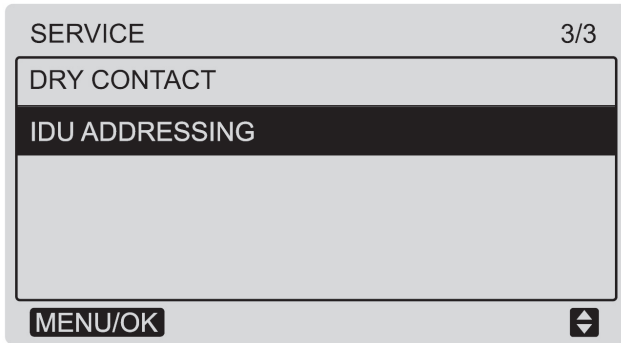 SERVICE 3/3
DRY CONTACT
IDU ADDRESSING
MENU/OK